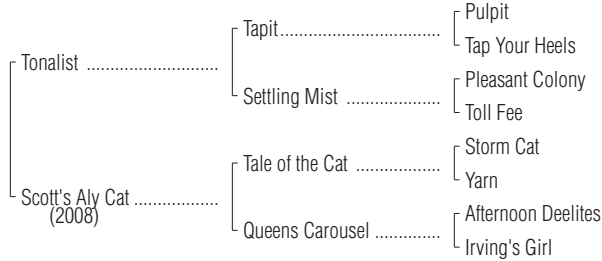 Pulpit
Tapit
Tap Your Heels
Tonalist
Pleasant Colony
Settling Mist
Toll Fee
Storm Cat
Tale of the Cat
Yarn
Scott's Aly Cat
(2008)
Afternoon Deelites
Queens Carousel
Irving's Girl